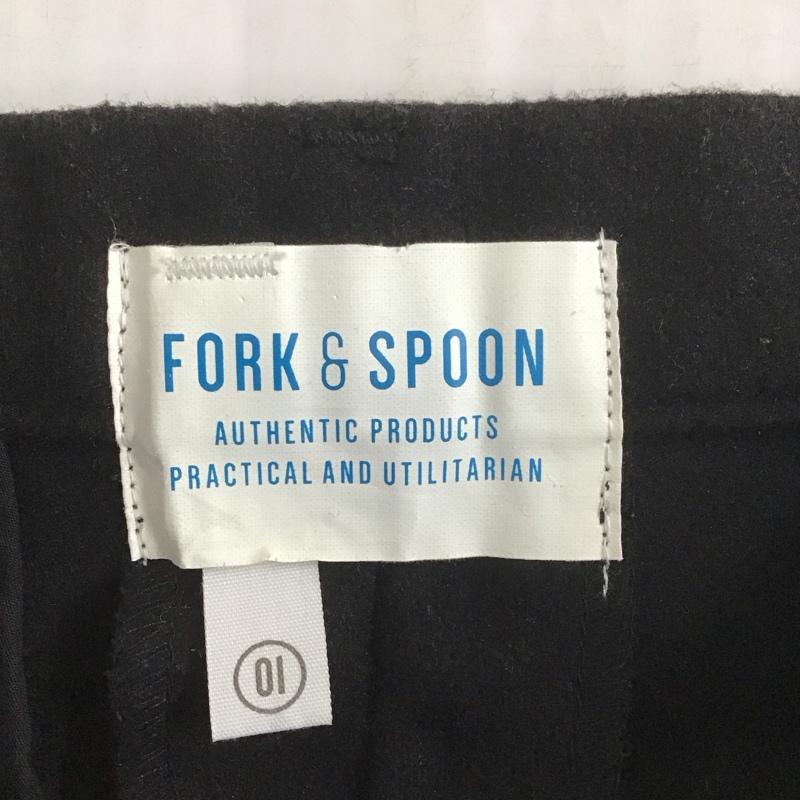 FORK & SPOON
AUTHENTIC PRODUCTS
PRACTICAL AND UTILITARIAN
01